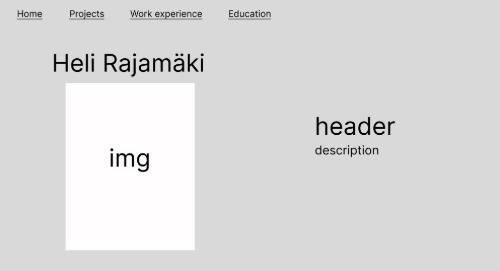 Home Projects Work experience Education
Heli Rajamäki
img
header
description